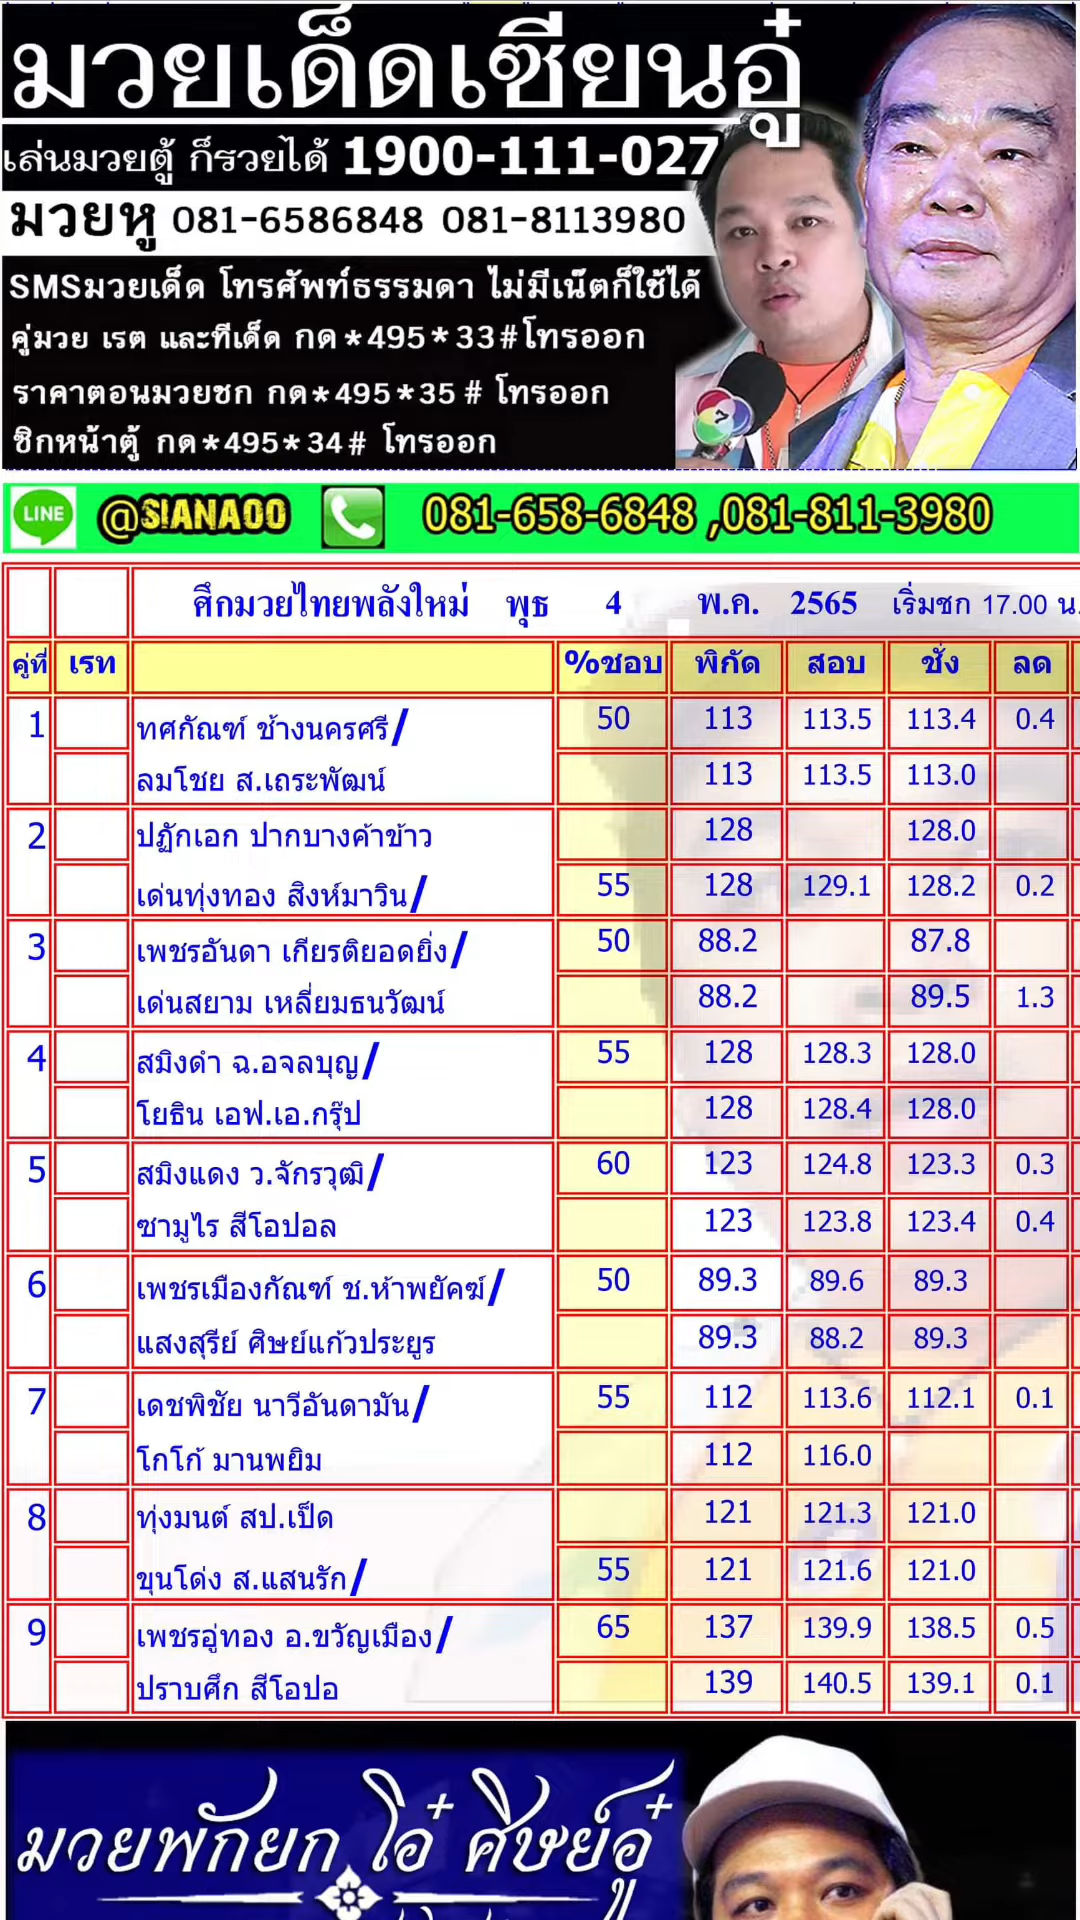 มวยเด็ดเซียนอู๋
เล่นมวยตู้ ก็รวยได้ 1900-111-027
มวยหู 081-6586848 081-8113980
SMSมวยเด็ด โทรศัพท์ธรรมดา ไม่มีเน๊ตก็ใช้ได้
คู่มวย เรต และทีเด็ด กด*495*33#โทรออก
ราคาตอนมวยชก กด*495*35# โทรออก
ซิกหน้าตู้ กด*495*34# โทรออก
7
LINE @SIANAOO 081-658-6848 ,081-811-3980
ศึกมวยไทยพลังใหม่ พุธ 4 พ.ค. 2565 เริ่มชก 17.00 น.
คู่ที่ เรท %ชอบ พิกัด สอบ ชั่ง ลด
1 ทศกัณฑ์ ช้างนครศรี/ 50 113 113.5 113.4 0.4
ลมโชย ส.เถระพัฒน์ 113 113.5 113.0
2 ปฏักเอก ปากบางค้าข้าว 128 128.0
เด่นทุ่งทอง สิงห์มาวิน/ 55 128 129.1 128.2 0.2
3 เพชรอันดา เกียรติยอดยิ่ง/ 50 88.2 87.8
เด่นสยาม เหลี่ยมธนวัฒน์ 88.2 89.5 1.3
4 สมิงดำ ฉ.อจลบุญ/ 55 128 128.3 128.0
โยธิน เอฟ.เอ.กรุ๊ป 128 128.4 128.0
5 สมิงแดง ว.จักรวุฒิ/ 60 123 124.8 123.3 0.3
ซามูไร สีโอปอล 123 123.8 123.4 0.4
6 เพชรเมืองกัณฑ์ ช.ห้าพยัคฆ์/ 50 89.3 89.6 89.3
แสงสุรีย์ ศิษย์แก้วประยูร 89.3 88.2 89.3
7 เดชพิชัย นาวีอันดามัน/ 55 112 113.6 112.1 0.1
โกโก้ มานพยิม 112 116.0
8 ทุ่งมนต์ สป.เป็ด 121 121.3 121.0
ขุนโด่ง ส.แสนรัก/ 55 121 121.6 121.0
9 เพชรอู่ทอง อ.ขวัญเมือง/ 65 137 139.9 138.5 0.5
ปราบศึก สีโอปอ 139 140.5 139.1 0.1
มวยพักยก โอ๋ ศิษย์อู๋